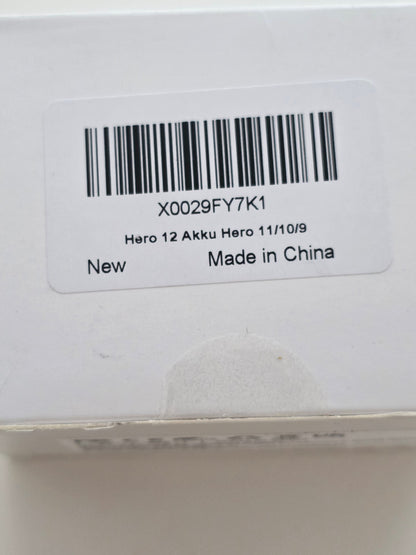 X0029FY7K1
Hero 12 Akku Hero 11/10/9
New Made in China